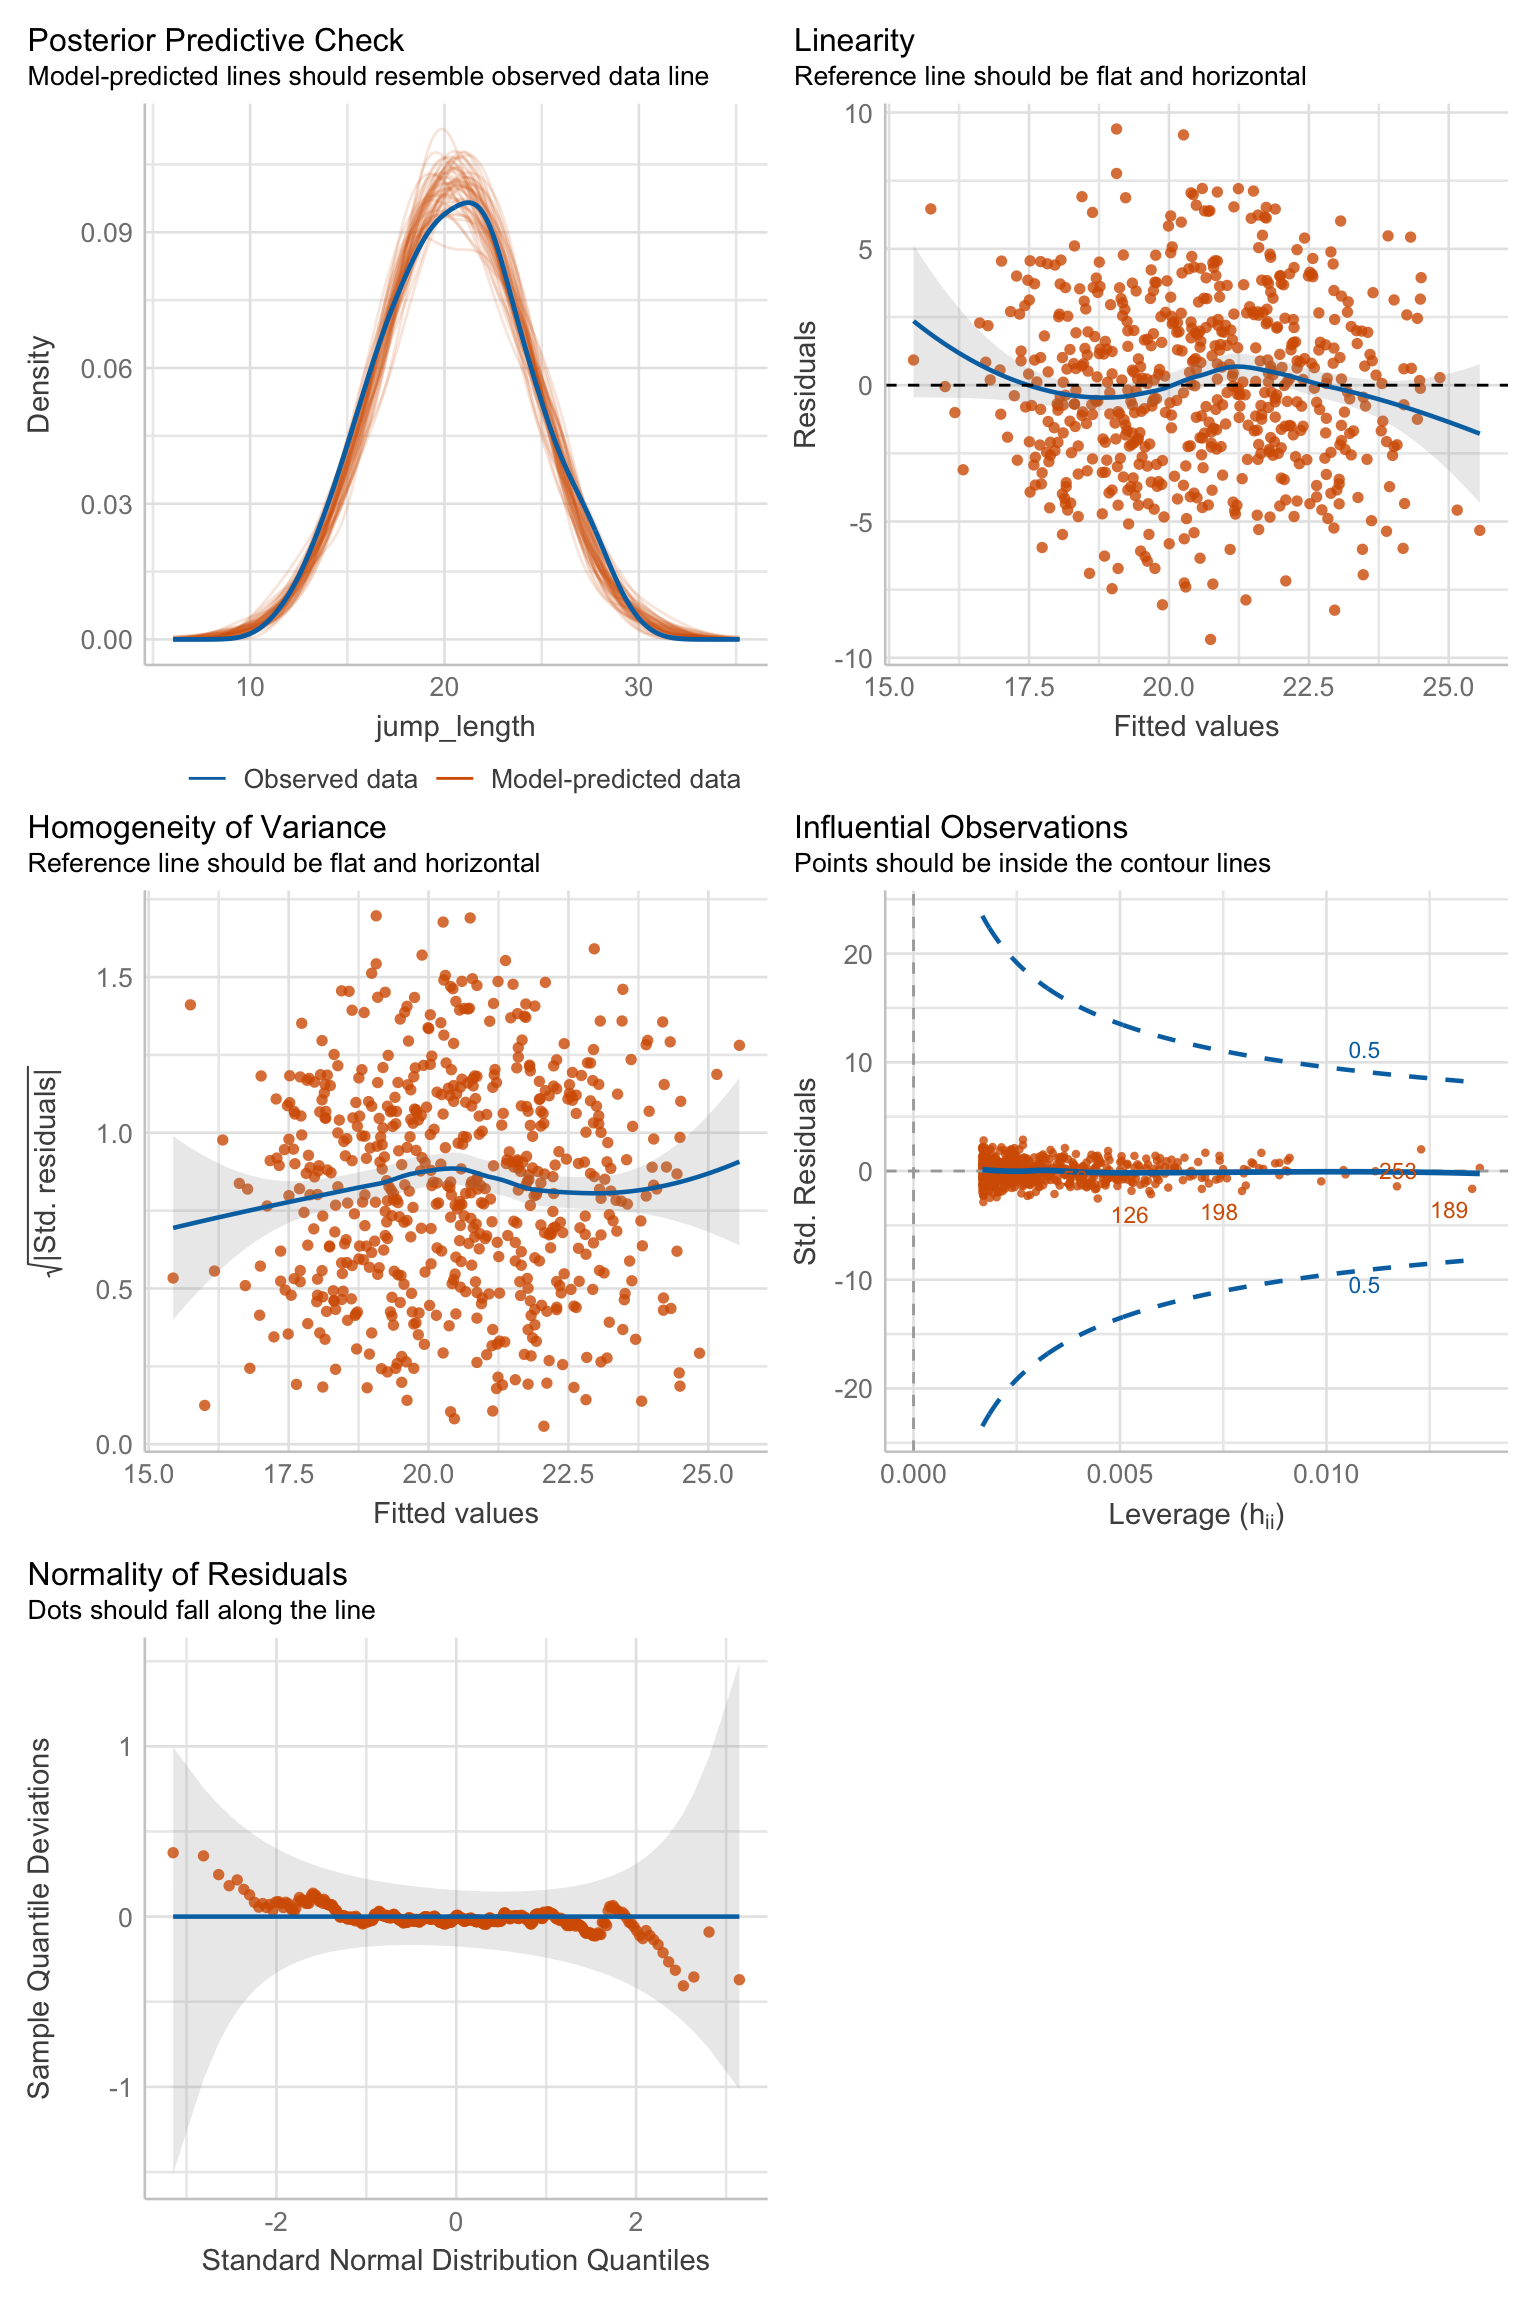 Posterior Predictive Check
Model-predicted lines should resemble observed data line
Density
0.09
0.06
0.03
0.00
10
20
30
jump_length
Observed data
Model-predicted data
Linearity
Reference line should be flat and horizontal
Residuals
10
5
0
-5
-10
15.0
17.5
20.0
22.5
25.0
Fitted values
Homogeneity of Variance
Reference line should be flat and horizontal
√|Std. residuals|
1.5
1.0
0.5
0.0
15.0
17.5
20.0
22.5
25.0
Fitted values
Influential Observations
Points should be inside the contour lines
Std. Residuals
20
10
0
-10
-20
0.5
253
126
198
189
0.5
0.000
0.005
0.010
Leverage (hᵢᵢ)
Normality of Residuals
Dots should fall along the line
Sample Quantile Deviations
1
0
-1
-2
0
2
Standard Normal Distribution Quantiles